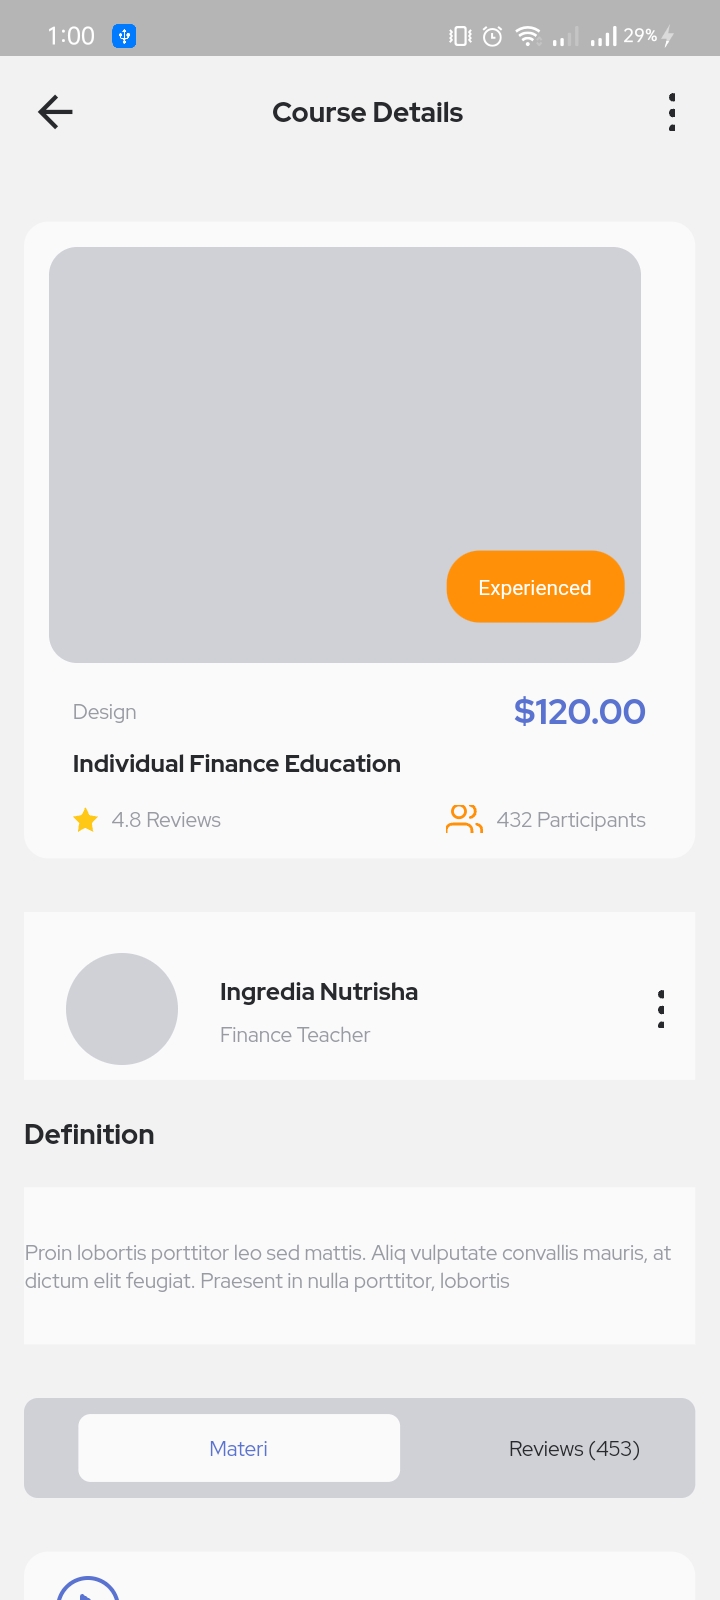 1:00
29%
Course Details
Experienced
Design
$120.00
Individual Finance Education
4.8 Reviews
432 Participants
Ingredia Nutrisha
Finance Teacher
Definition
Proin lobortis porttitor leo sed mattis. Aliq vulputate convallis mauris, at
dictum elit feugiat. Praesent in nulla porttitor, lobortis
Materi
Reviews (453)